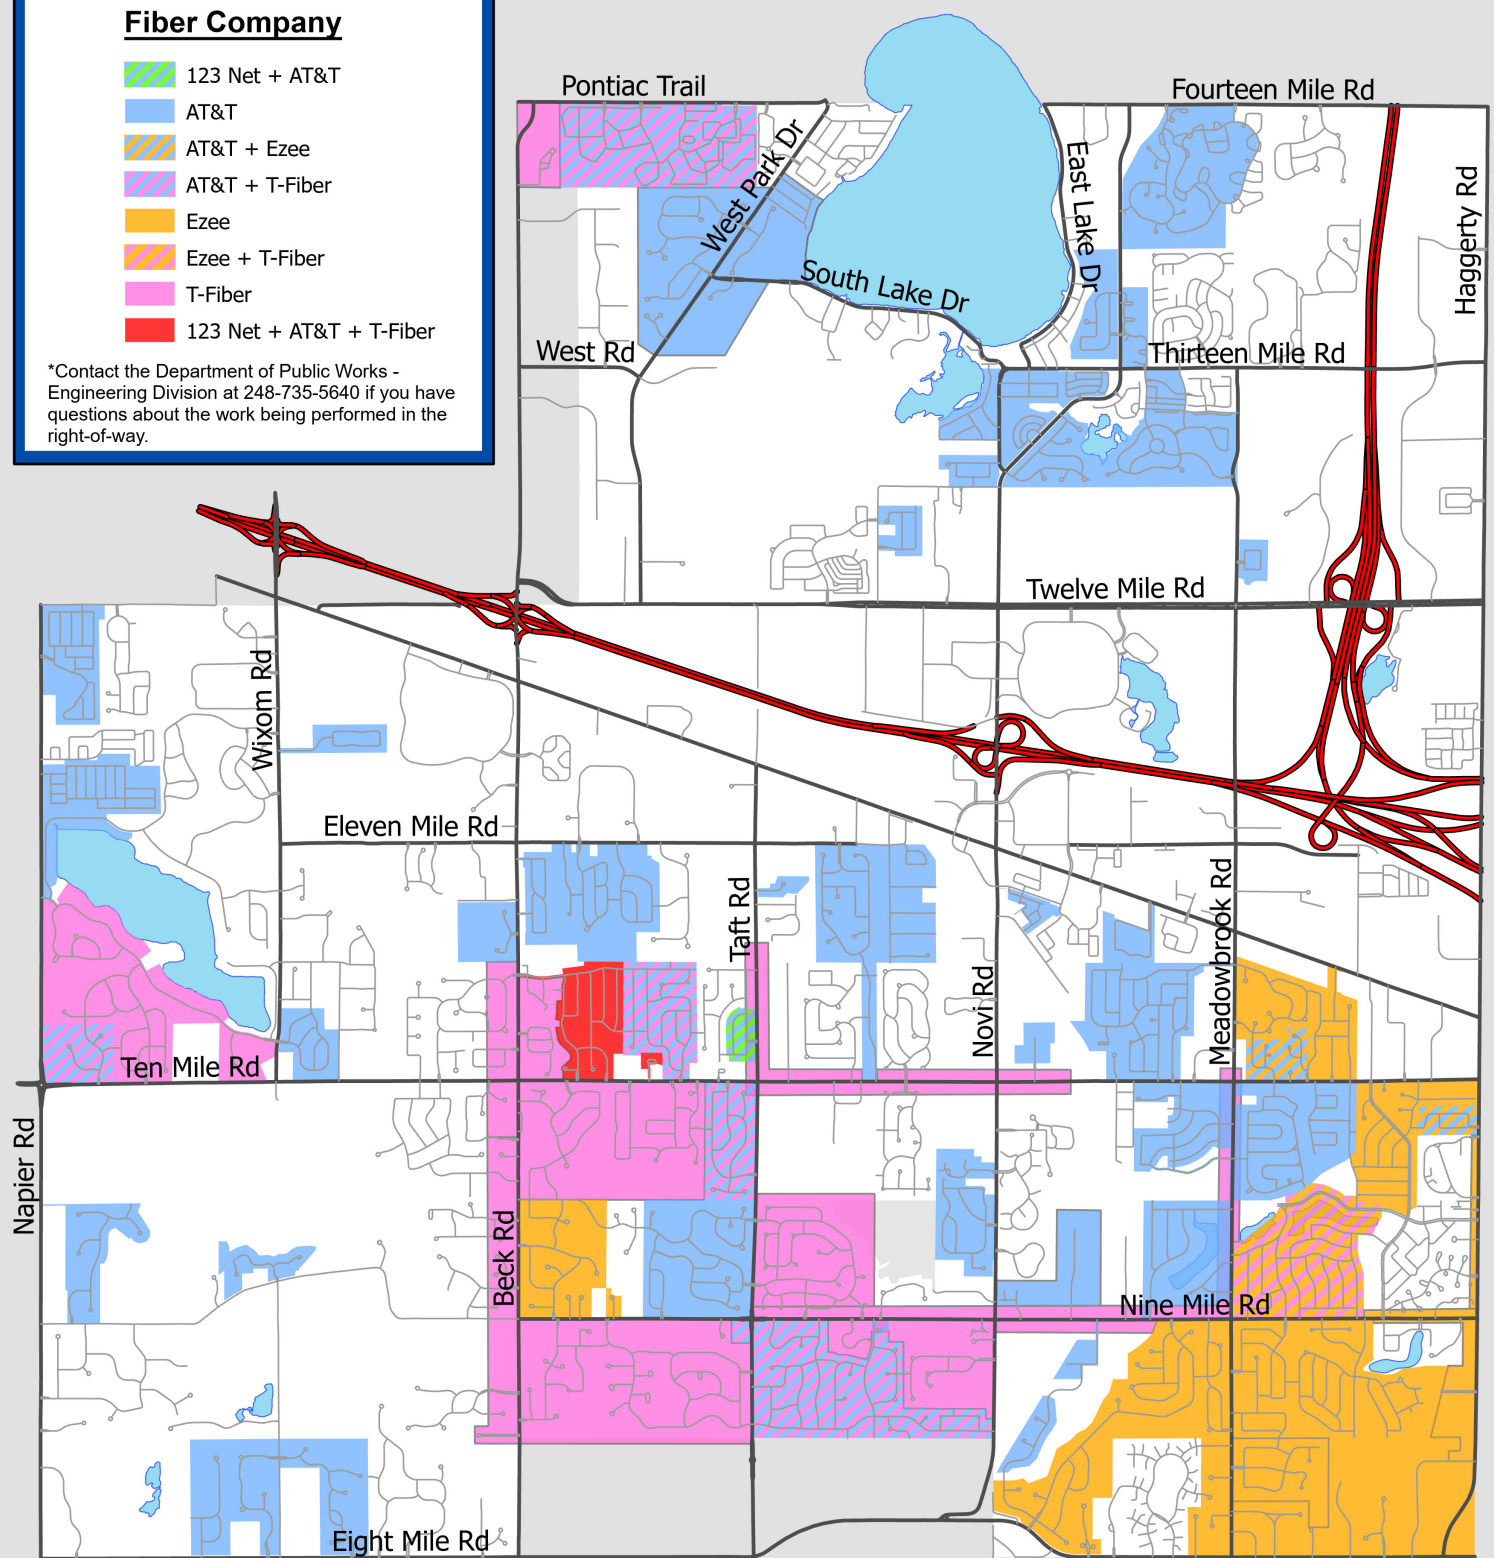 Fiber Company
123 Net + AT&T
AT&T
AT&T + Ezee
AT&T + T-Fiber
Ezee
Ezee + T-Fiber
T-Fiber
123 Net + AT&T + T-Fiber
*Contact the Department of Public Works -
Engineering Division at 248-735-5640 if you have
questions about the work being performed in the
right-of-way.
Pontiac Trail
Fourteen Mile Rd
West Park Dr
East Lake Dr
Haggerty Rd
South Lake Dr
West Rd
Thirteen Mile Rd
Twelve Mile Rd
Wixom Rd
Eleven Mile Rd
Taft Rd
Meadowbrook Rd
Novi Rd
Ten Mile Rd
Napier Rd
Beck Rd
Nine Mile Rd
Eight Mile Rd